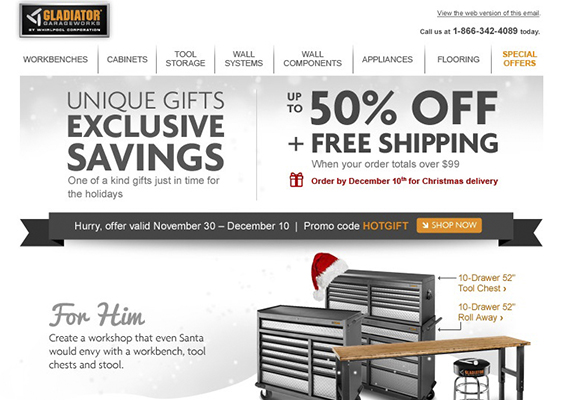 GLADIATOR
GARAGEWORKS
BY WHIRLPOOL CORPORATION
View the web version of this email.
Call us at 1-866-342-4089 today.
WORKBENCHES
CABINETS
TOOL
STORAGE
WALL
SYSTEMS
WALL
COMPONENTS
APPLIANCES
FLOORING
SPECIAL
OFFERS
UNIQUE GIFTS
EXCLUSIVE
SAVINGS
One of a kind gifts just in time for
the holidays
UP
TO
50% OFF
+ FREE SHIPPING
When your order totals over $99
Order by December 10th for Christmas delivery
Hurry, offer valid November 30 – December 10 | Promo code HOTGIFT
SHOP NOW
10-Drawer 52"
Tool Chest ›
10-Drawer 52"
Roll Away ›
For Him
Create a workshop that even Santa
would envy with a workbench, tool
chests and stool.
GLADIATOR